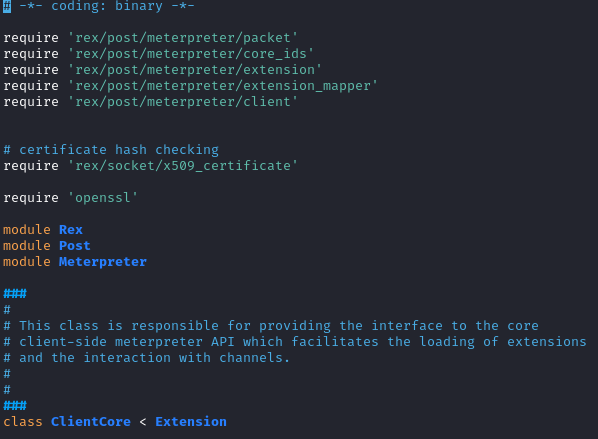 # -*- coding: binary -*-
require 'rex/post/meterpreter/packet'
require 'rex/post/meterpreter/core_ids'
require 'rex/post/meterpreter/extension'
require 'rex/post/meterpreter/extension_mapper'
require 'rex/post/meterpreter/client'
# certificate hash checking
require 'rex/socket/x509_certificate'
require 'openssl'
module Rex
module Post
module Meterpreter
###
#
# This class is responsible for providing the interface to the core
# client-side meterpreter API which facilitates the loading of extensions
# and the interaction with channels.
#
#
###
class ClientCore < Extension